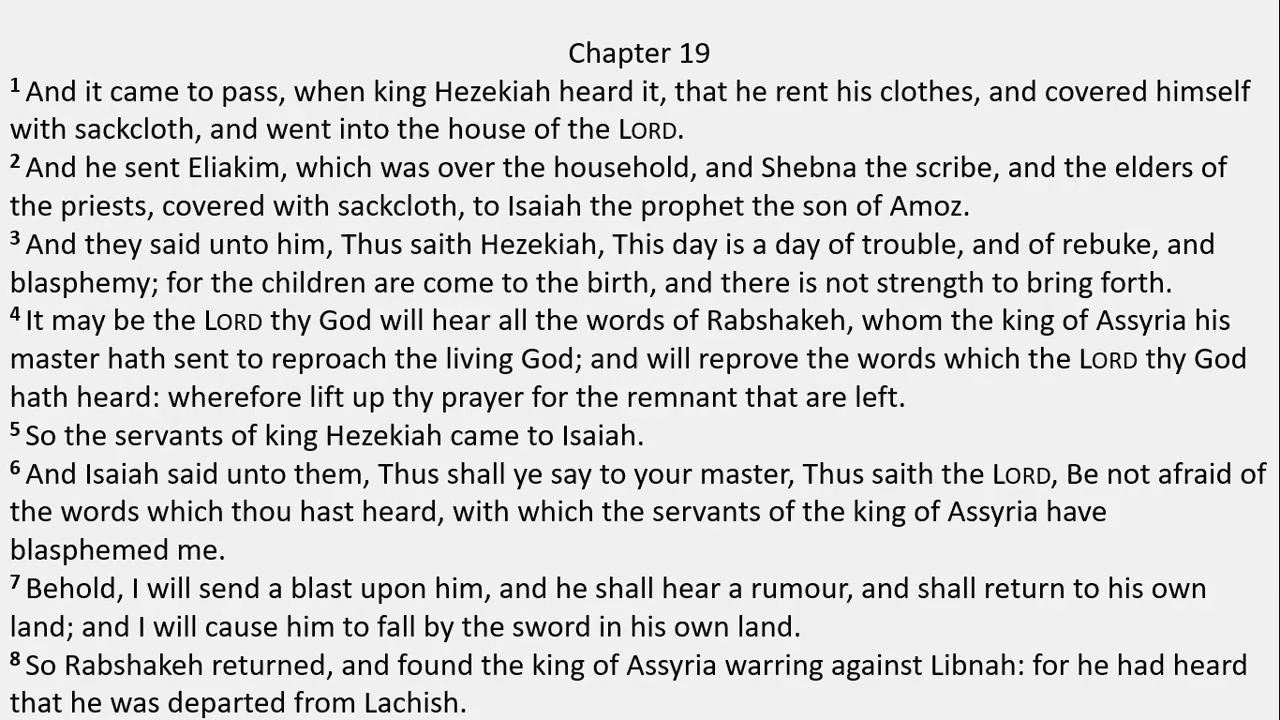 Chapter 19
1 And it came to pass, when king Hezekiah heard it, that he rent his clothes, and covered himself
with sackcloth, and went into the house of the LORD.
2 And he sent Eliakim, which was over the household, and Shebna the scribe, and the elders of
the priests, covered with sackcloth, to Isaiah the prophet the son of Amoz.
3 And they said unto him, Thus saith Hezekiah, This day is a day of trouble, and of rebuke, and
blasphemy; for the children are come to the birth, and there is not strength to bring forth.
4 It may be the LORD thy God will hear all the words of Rabshakeh, whom the king of Assyria his
master hath sent to reproach the living God; and will reprove the words which the LORD thy God
hath heard: wherefore lift up thy prayer for the remnant that are left.
5 So the servants of king Hezekiah came to Isaiah.
6 And Isaiah said unto them, Thus shall ye say to your master, Thus saith the LORD, Be not afraid of
the words which thou hast heard, with which the servants of the king of Assyria have
blasphemed me.
7 Behold, I will send a blast upon him, and he shall hear a rumour, and shall return to his own
land; and I will cause him to fall by the sword in his own land.
8 So Rabshakeh returned, and found the king of Assyria warring against Libnah: for he had heard
that he was departed from Lachish.